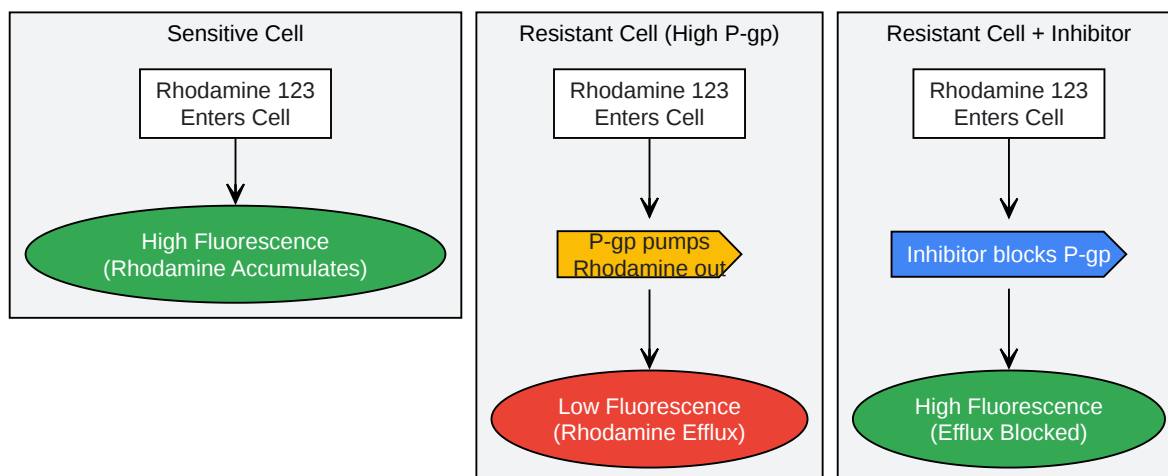 Sensitive Cell
Rhodamine 123
Enters Cell
High Fluorescence
(Rhodamine Accumulates)
Resistant Cell (High P-gp)
Rhodamine 123
Enters Cell
P-gp pumps
Rhodamine out
Low Fluorescence
(Rhodamine Efflux)
Resistant Cell + Inhibitor
Rhodamine 123
Enters Cell
Inhibitor blocks P-gp
High Fluorescence
(Efflux Blocked)